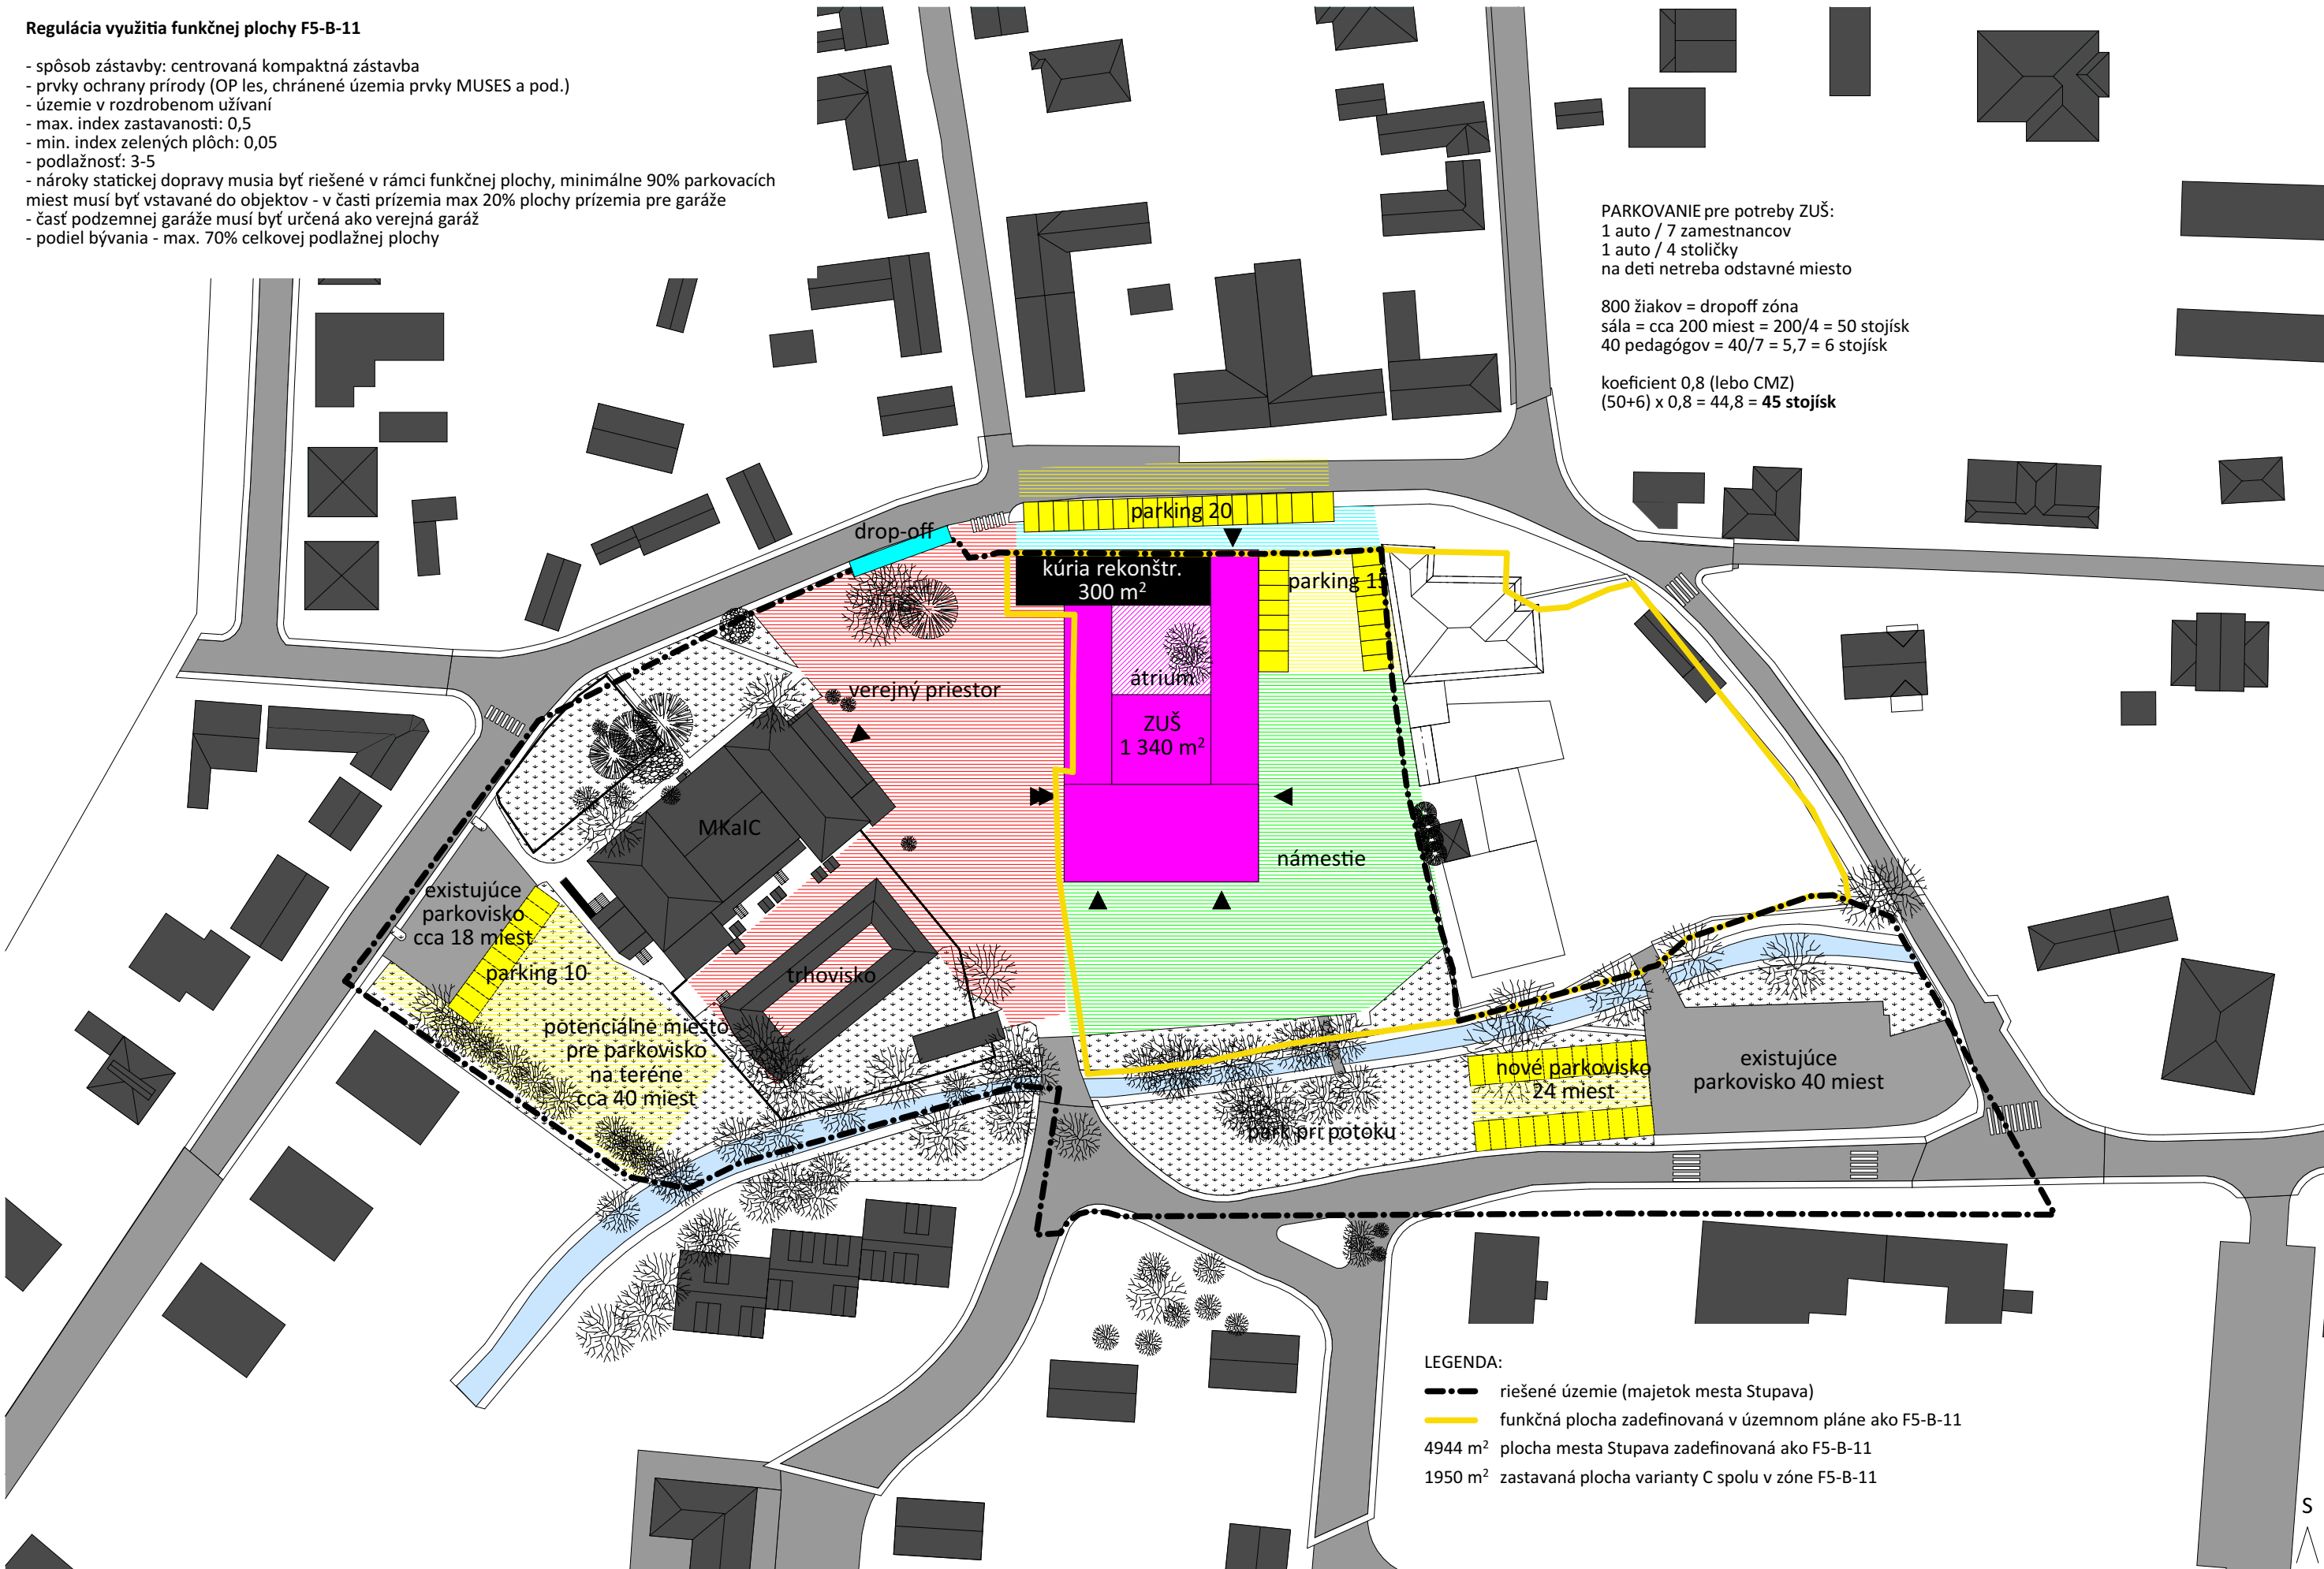 Regulácia využitia funkčnej plochy F5-B-11
- spôsob zástavby: centrovaná kompaktná zástavba
- prvky ochrany prírody (OP les, chránené územia prvky MUSES a pod.)
- územie v rozdrobenom užívaní
- max. index zastavanosti: 0,5
- min. index zelených plôch: 0,05
- podlažnosť: 3-5
- nároky statickej dopravy musia byť riešené v rámci funkčnej plochy, minimálne 90% parkovacích
miest musí byť vstavané do objektov - v časti prízemia max 20% plochy prízemia pre garáže
- časť podzemnej garáže musí byť určená ako verejná garáž
- podiel bývania - max. 70% celkovej podlažnej plochy
PARKOVANIE pre potreby ZUŠ:
1 auto / 7 zamestnancov
1 auto / 4 stoličky
na deti netreba odstavné miesto
800 žiakov = dropoff zóna
sála = cca 200 miest = 200/4 = 50 stojísk
40 pedagógov = 40/7 = 5,7 = 6 stojísk
koeficient 0,8 (lebo CMZ)
(50+6) x 0,8 = 44,8 = 45 stojísk
parking 20
drop-off
kúria rekonštr.
300 m²
parking
átrium
verejný priestor
ZUŠ
1 340 m²
MKaIC
námestie
existujúce
parkovisko
cca 18 miest
parking 10
trhovisko
potenciálne miesto
pre parkovisko
na teréne
cca 40 miest
nové parkovisko
24 miest
existujúce
parkovisko 40 miest
park pri potoku
LEGENDA:
riešené územie (majetok mesta Stupava)
funkčná plocha zadefinovaná v územnom pláne ako F5-B-11
4944 m² plocha mesta Stupava zadefinovaná ako F5-B-11
1950 m² zastavaná plocha varianty C spolu v zóne F5-B-11
S